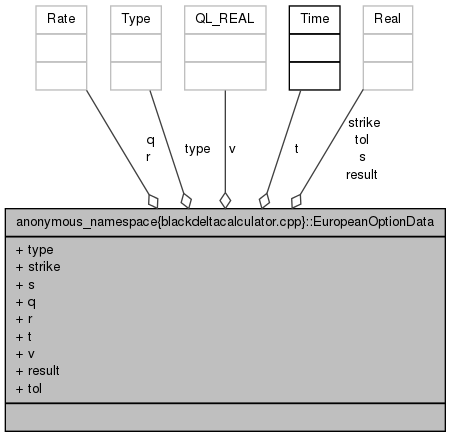 Rate
Type
QL_REAL
Time
Real
q
r
type
v
t
strike
tol
s
result
anonymous_namespace{blackdeltacalculator.cpp}::EuropeanOptionData
+ type
+ strike
+ s
+ q
+ r
+ t
+ v
+ result
+ tol